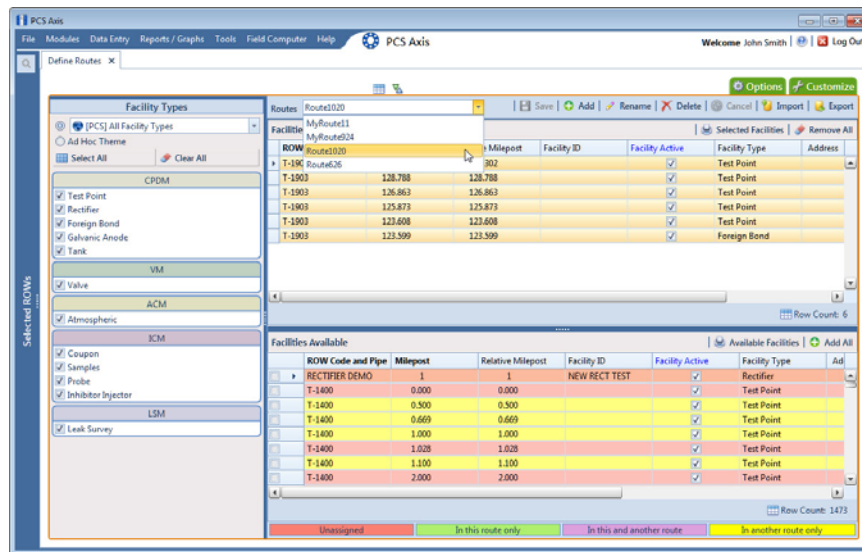 PCS Axis
File Modules Data Entry Reports / Graphs Tools Field Computer Help PCS Axis Welcome John Smith Log Out
Define Routes X
Options Customize
Facility Types
[PCS] All Facility Types
Ad Hoc Theme
Select All Clear All
CPDM
Test Point
Rectifier
Foreign Bond
Galvanic Anode
Tank
VM
Valve
ACM
Atmospheric
ICM
Coupon
Samples
Probe
Inhibitor Injector
LSM
Leak Survey
Selected ROWs
Routes Route1020 Save Add Rename Delete Cancel Import Export
MyRoute11
MyRoute924
Route1020
Route626
Facilitie Selected Facilities Remove All
ROW e Milepost Facility ID Facility Active Facility Type Address
T-190 302 Test Point
T-1903 128.788 128.788 Test Point
T-1903 126.863 126.863 Test Point
T-1903 125.873 125.873 Test Point
T-1903 123.608 123.608 Test Point
T-1903 123.599 123.599 Foreign Bond
Row Count: 6
Facilities Available Available Facilities Add All
ROW Code and Pipe Milepost Relative Milepost Facility ID Facility Active Facility Type Ad
RECTIFIER DEMO 1 1 NEW RECT TEST Rectifier
T-1400 0.000 0.000 Test Point
T-1400 0.500 0.500 Test Point
T-1400 0.669 0.669 Test Point
T-1400 1.000 1.000 Test Point
T-1400 1.028 1.028 Test Point
T-1400 1.100 1.100 Test Point
T-1400 2.000 2.000 Test Point
Row Count: 1473
Unassigned In this route only In this and another route In another route only